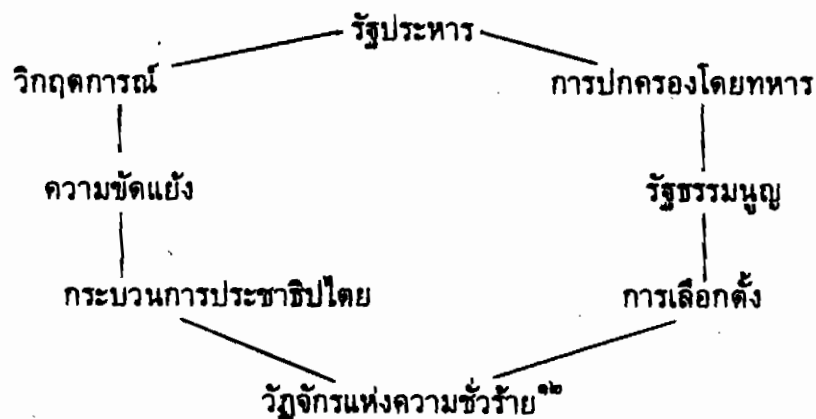 รัฐประหาร
วิกฤตการณ์ การปกครองโดยทหาร
ความขัดแย้ง รัฐธรรมนูญ
กระบวนการประชาธิปไตย การเลือกตั้ง
วัฏจักรแห่งความชั่วร้าย๑๒